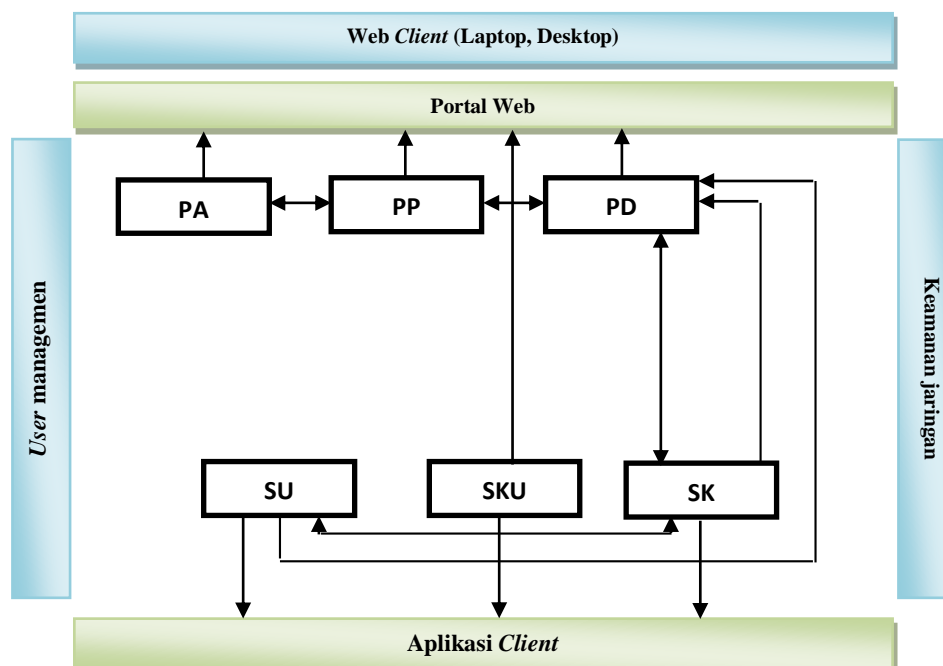 Web Client (Laptop, Desktop)
Portal Web
User managemen
Keamanan jaringan
PA
PP
PD
SU
SKU
SK
Aplikasi Client